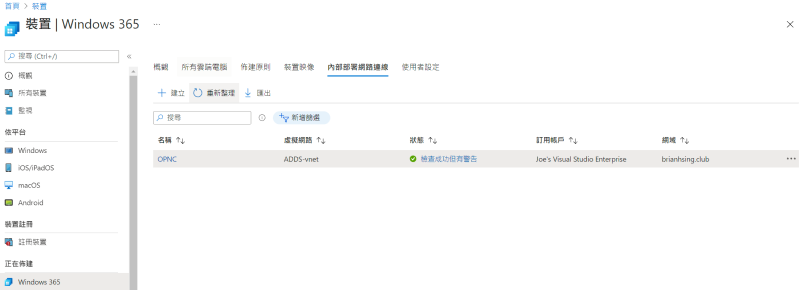 首頁 > 裝置
裝置 | Windows 365 ...
搜尋 (Ctrl+/)
概觀
所有裝置
監視
依平台
Windows
iOS/iPadOS
macOS
Android
裝置註冊
註冊裝置
正在佈建
Windows 365
概觀 所有雲端電腦 佈建原則 裝置映像 內部部署網路連線 使用者設定
建立 重新整理 匯出
搜尋 新增篩選
名稱 虛擬網路 狀態 訂用帳戶 網域
OPNC ADDS-vnet 檢查成功但有警告 Joe's Visual Studio Enterprise brianhsing.club